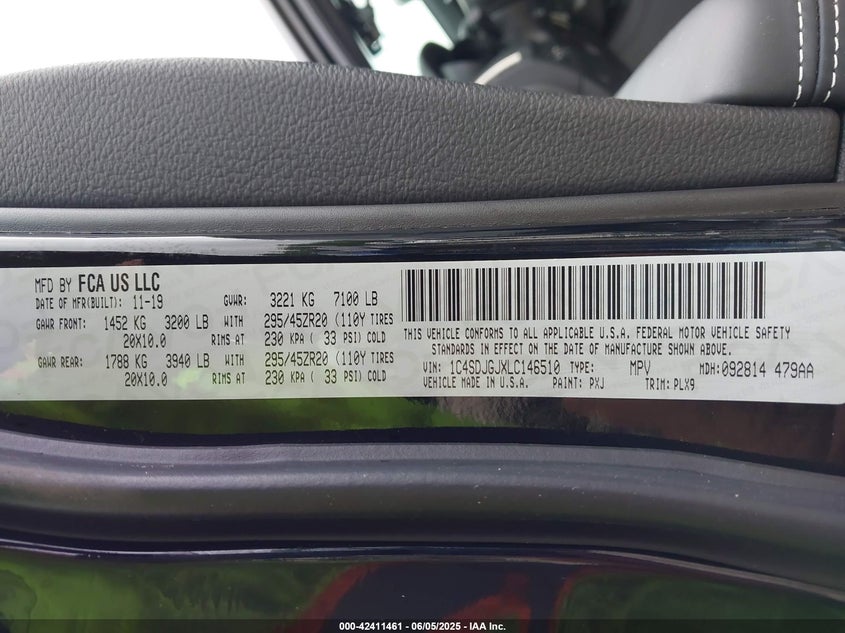 MFD BY FCA US LLC
DATE OF MFR(BUILT): 11-19 GVWR: 3221 KG 7100 LB
GAWR FRONT: 1452 KG 3200 LB WITH 295/45ZR20 (110Y TIRES
20X10.0 RIMS AT 230 KPA ( 33 PSI) COLD
GAWR REAR: 1788 KG 3940 LB WITH 295/45ZR20 (110Y TIRES
20X10.0 RIMS AT 230 KPA ( 33 PSI) COLD
THIS VEHICLE CONFORMS TO ALL APPLICABLE U.S.A. FEDERAL MOTOR VEHICLE SAFETY
STANDARDS IN EFFECT ON THE DATE OF MANUFACTURE SHOWN ABOVE.
VIN: 1C4SDJGJXLC146510 TYPE: MPV MDH:092814 479AA
VEHICLE MADE IN U.S.A. PAINT: PXJ TRIM: PLX9
000-42411461 - 06/05/2025 - IAA Inc.